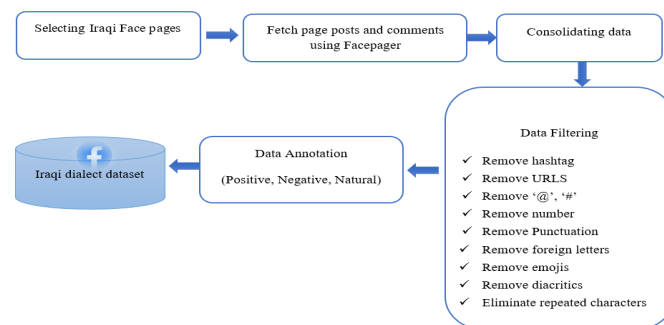 Selecting Iraqi Face pages
Fetch page posts and comments
using Facepager
Consolidating data
Data Filtering
✓ Remove hashtag
✓ Remove URLS
✓ Remove ‘@’, ‘#’
✓ Remove number
✓ Remove Punctuation
✓ Remove foreign letters
✓ Remove emojis
✓ Remove diacritics
✓ Eliminate repeated characters
Data Annotation
(Positive, Negative, Natural)
Iraqi dialect dataset